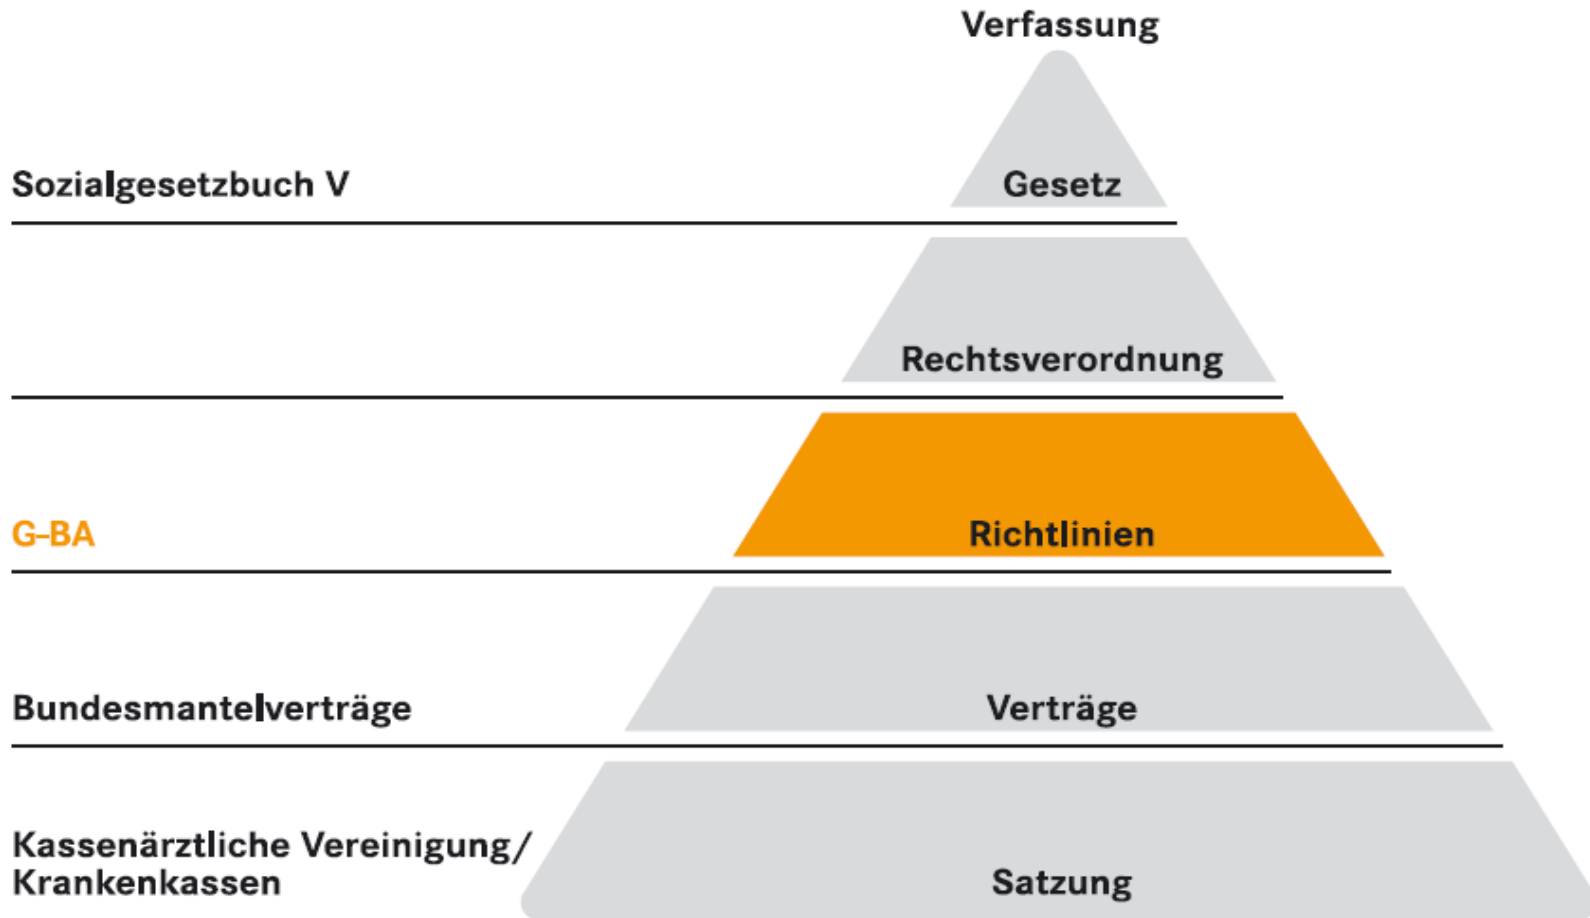 Verfassung
Sozialgesetzbuch V
Gesetz
Rechtsverordnung
G-BA
Richtlinien
Bundesmantelverträge
Verträge
Kassenärztliche Vereinigung/
Krankenkassen
Satzung